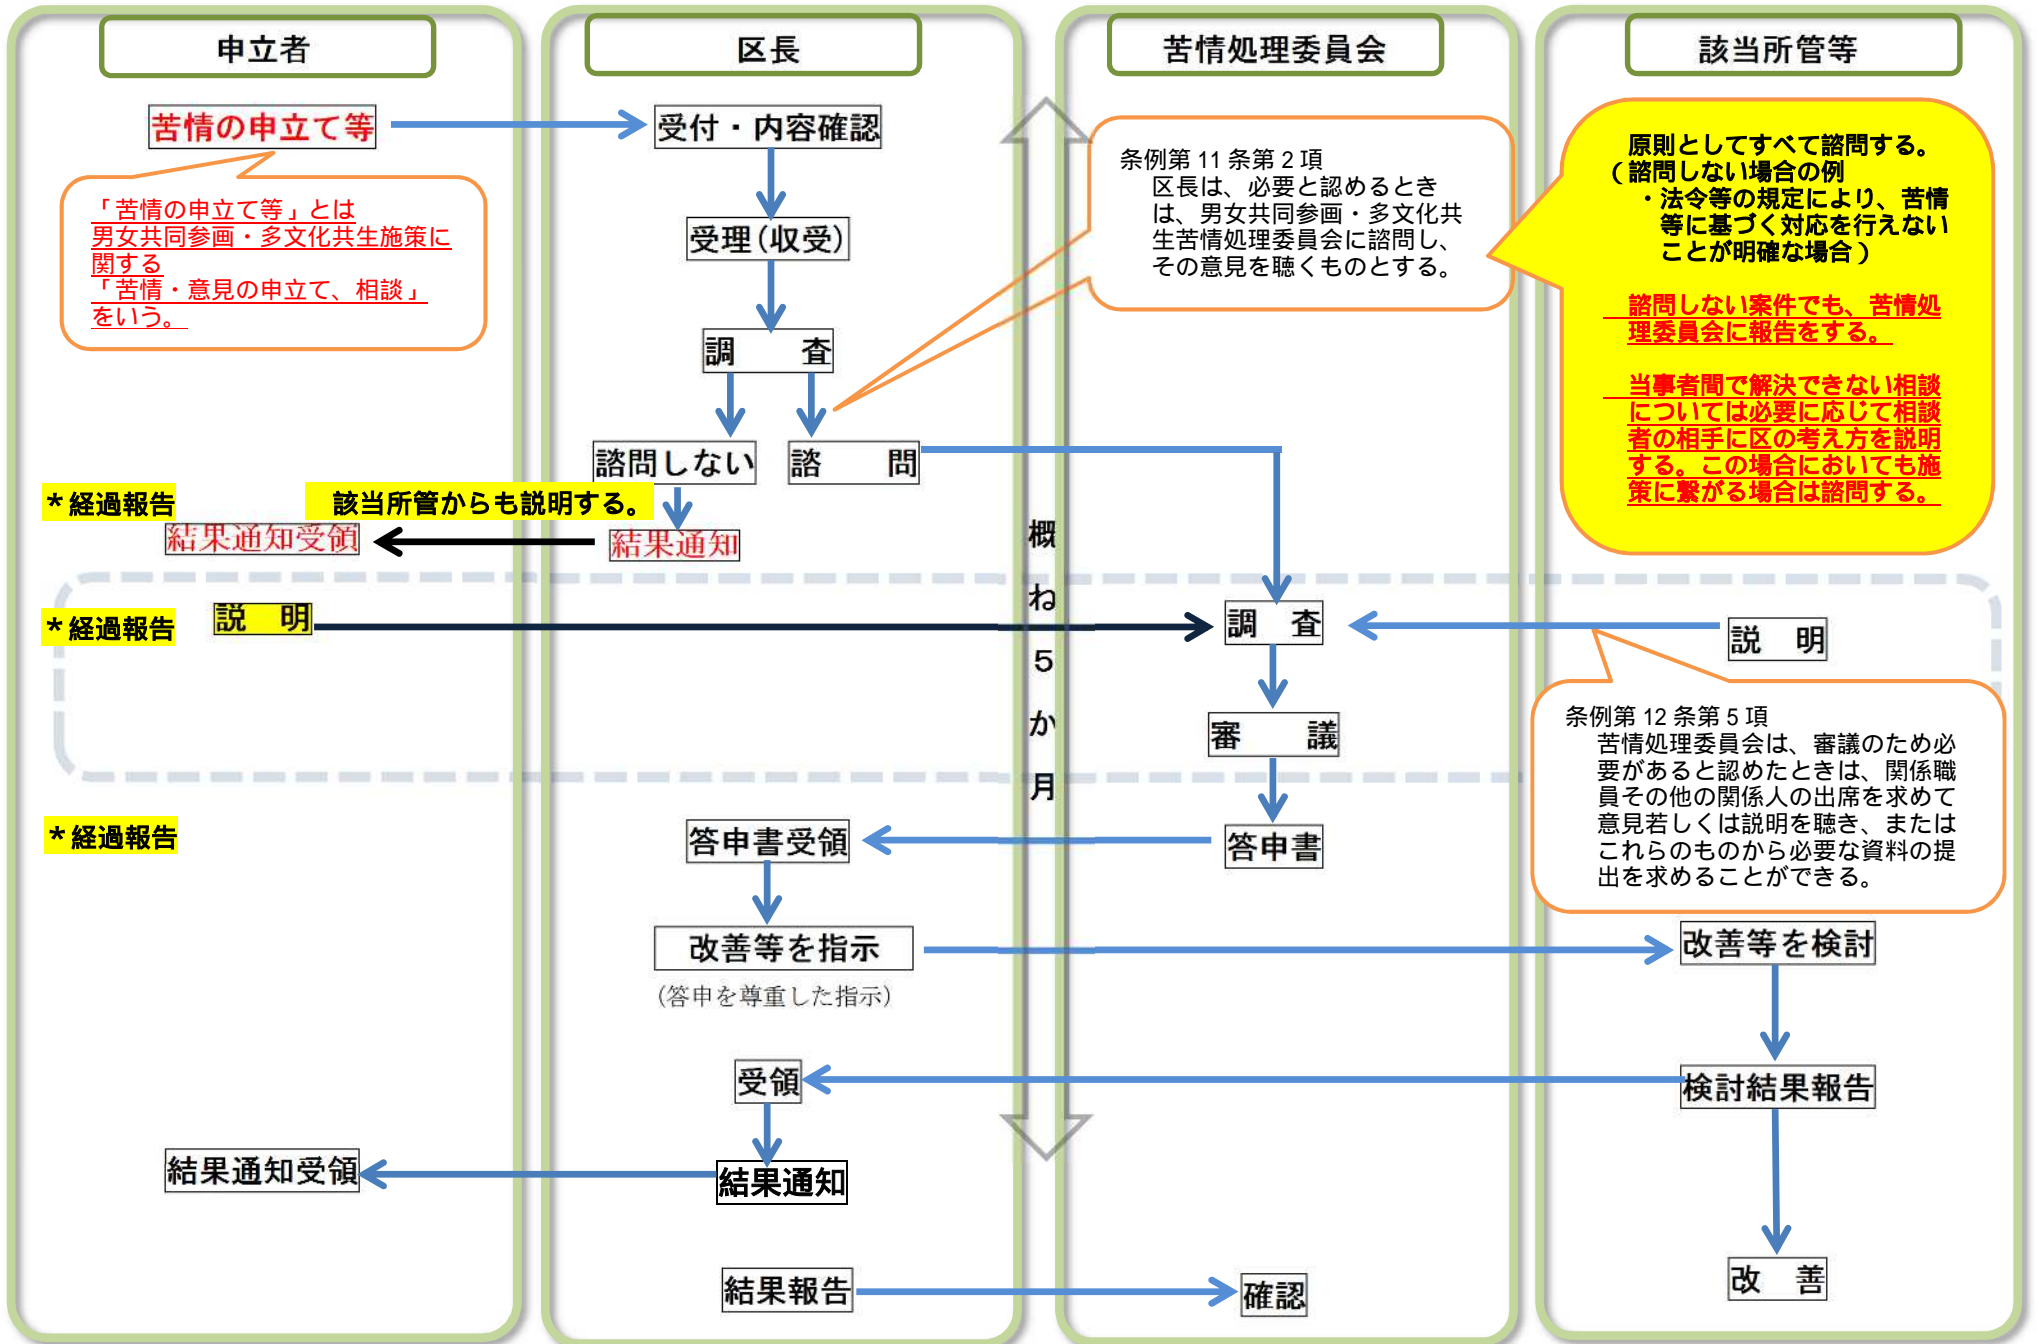 申立者
区長
苦情処理委員会
該当所管等
苦情の申立て等
「苦情の申立て等」とは
男女共同参画・多文化共生施策に
関する
「苦情・意見の申立て、相談」
をいう。
受付・内容確認
受理(収受)
調　　査
諮問しない
諮　　問
条例第 11 条第 2 項
区長は、必要と認めるとき
は、男女共同参画・多文化共
生苦情処理委員会に諮問し、
その意見を聴くものとする。
原則としてすべて諮問する。
（諮問しない場合の例
・法令等の規定により、苦情
等に基づく対応を行えない
ことが明確な場合）
諮問しない案件でも、苦情処
理委員会に報告をする。
当事者間で解決できない相談
については必要に応じて相談
者の相手に区の考え方を説明
する。この場合においても施
策に繋がる場合は諮問する。
＊経過報告
該当所管からも説明する。
結果通知受領
結果通知
概
ね
５
か
月
＊経過報告
説　明
調　査
説　明
審　　議
条例第 12 条第 5 項
苦情処理委員会は、審議のため必
要があると認めたときは、関係職
員その他の関係人の出席を求めて
意見若しくは説明を聴き、または
これらのものから必要な資料の提
出を求めることができる。
＊経過報告
答申書受領
答申書
改善等を指示
(答申を尊重した指示)
改善等を検討
受領
検討結果報告
結果通知受領
結果通知
結果報告
確認
改　善